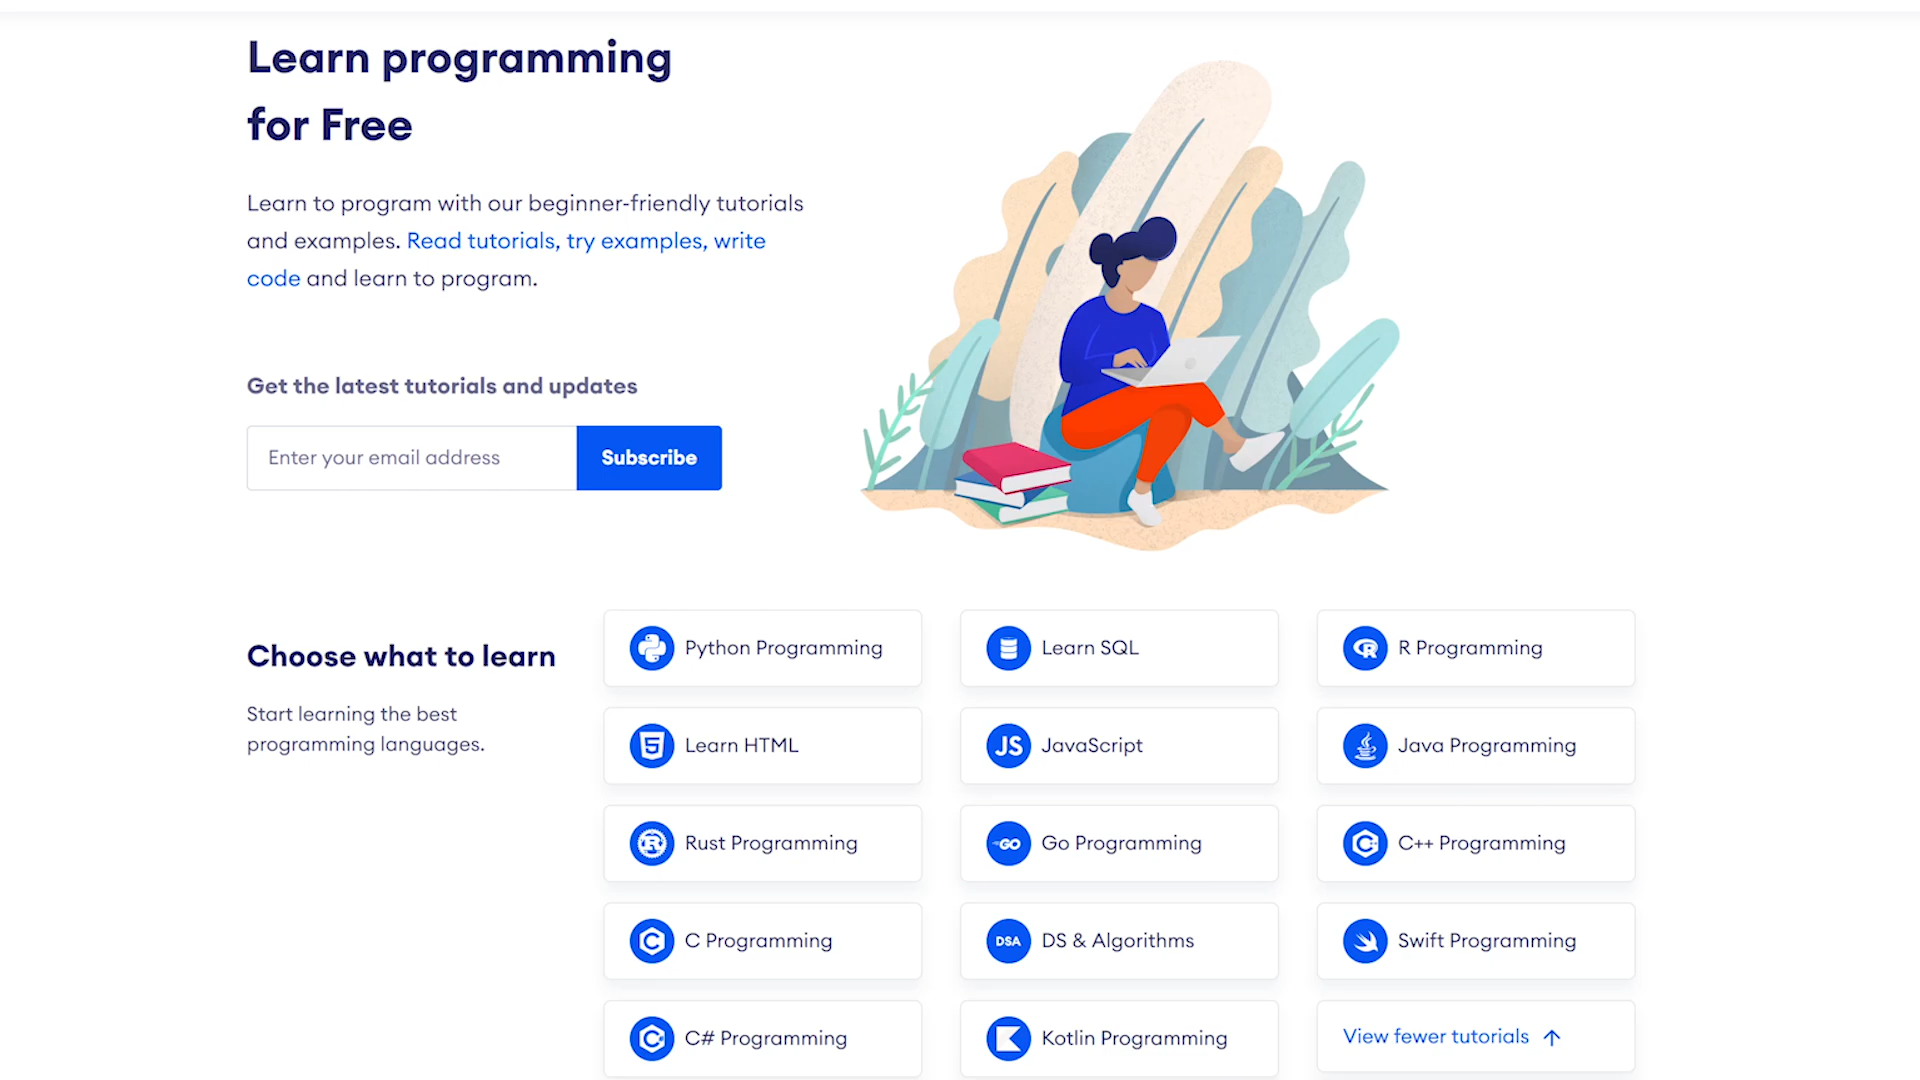 Learn programming
for Free
Learn to program with our beginner-friendly tutorials
and examples. Read tutorials, try examples, write
code and learn to program.
Get the latest tutorials and updates
Enter your email address
Subscribe
Choose what to learn
Start learning the best
programming languages.
Python Programming
Learn SQL
R Programming
Learn HTML
JS JavaScript
Java Programming
Rust Programming
GO Go Programming
C++ Programming
C Programming
DSA DS & Algorithms
Swift Programming
C# Programming
Kotlin Programming
View fewer tutorials ↑